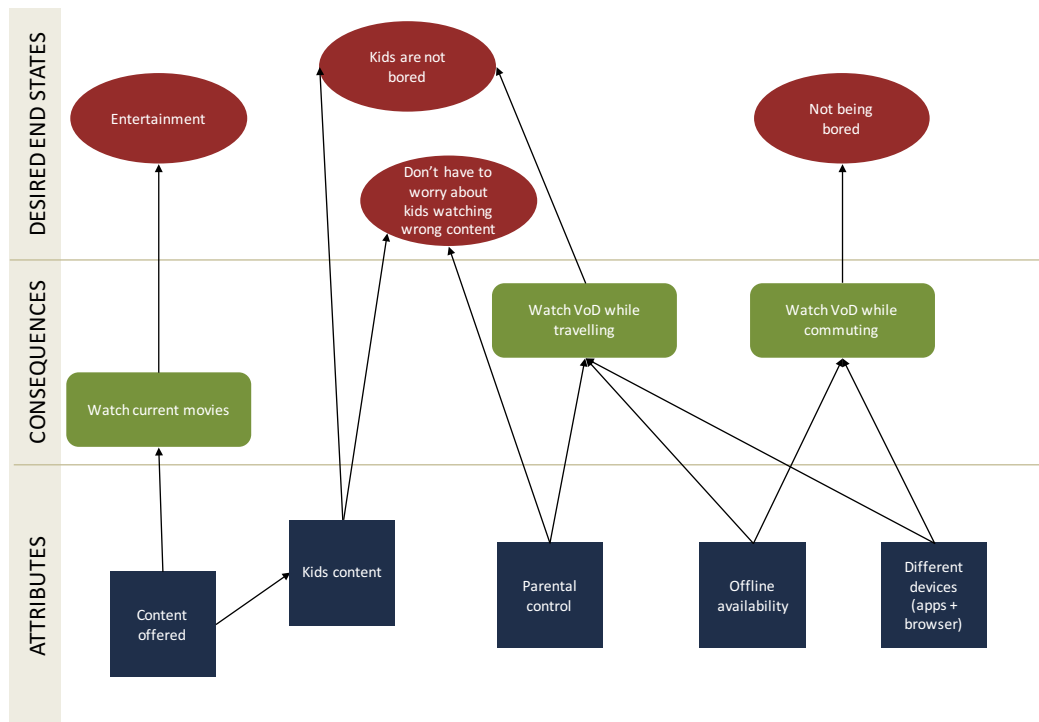 DESIRED END STATES
Kids are not
bored
Entertainment
Not being
bored
Don't have to
worry about
kids watching
wrong content
CONSEQUENCES
Watch VoD while
travelling
Watch VoD while
commuting
Watch current movies
ATTRIBUTES
Kids content
Content
offered
Parental
control
Offline
availability
Different
devices
(apps +
browser)